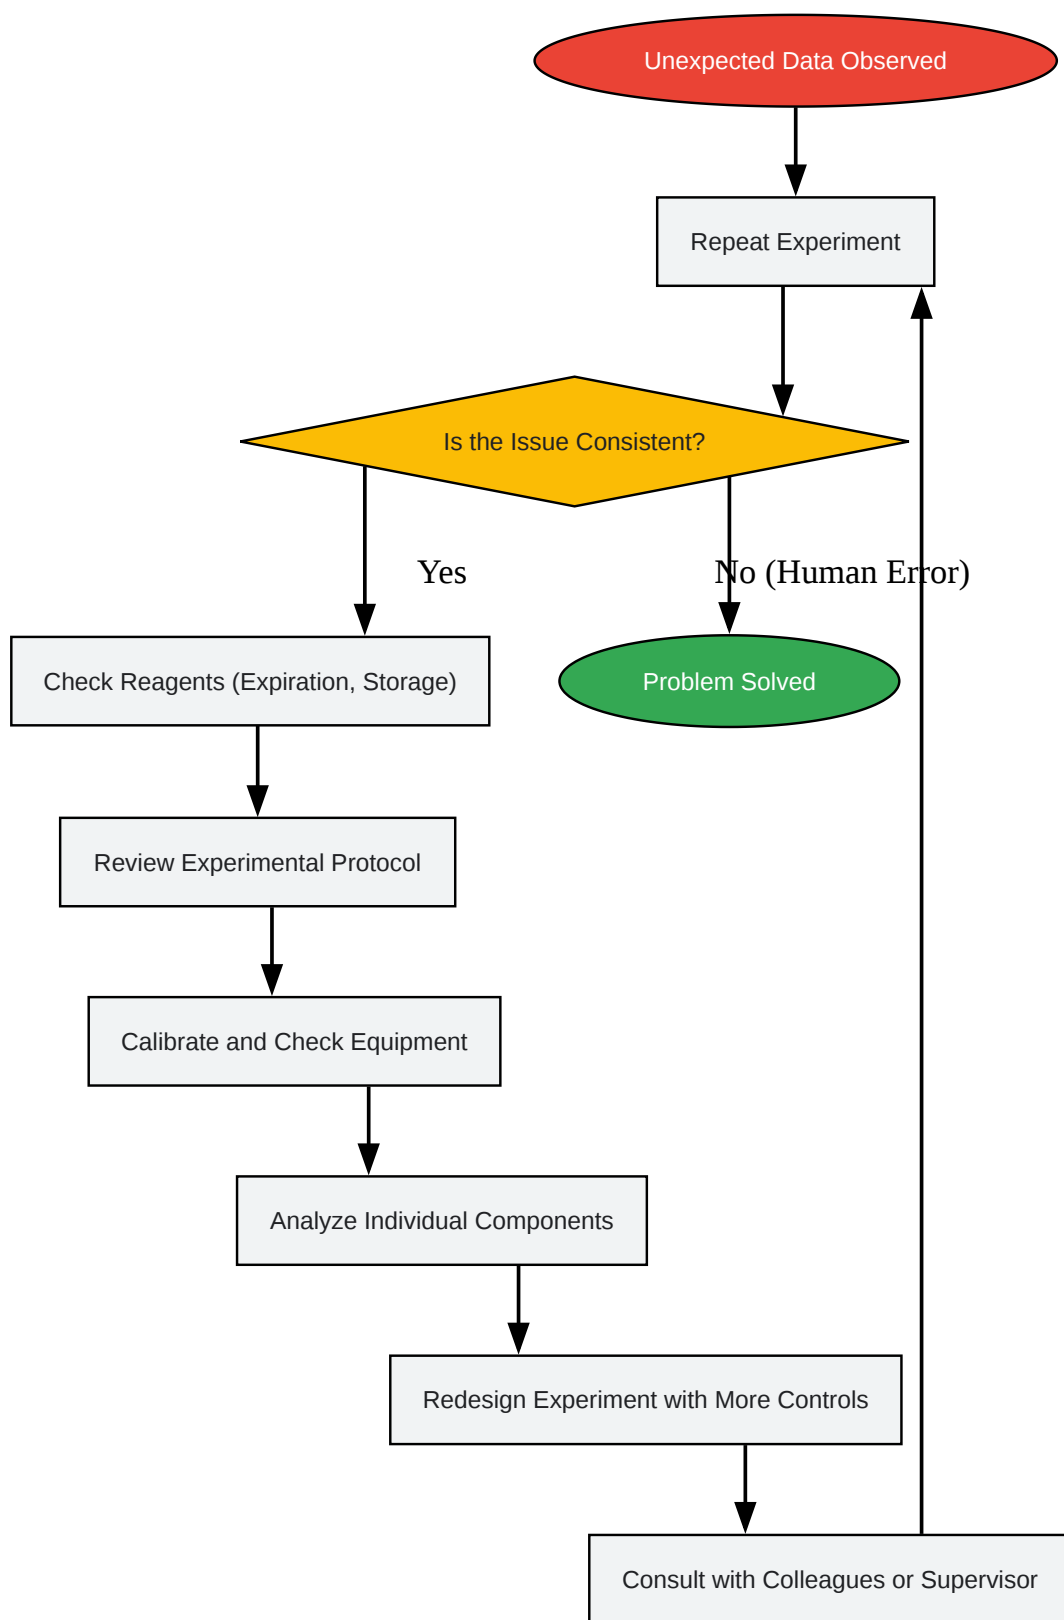 Unexpected Data Observed
Repeat Experiment
Is the Issue Consistent?
Yes
No (Human Error)
Check Reagents (Expiration, Storage)
Problem Solved
Review Experimental Protocol
Calibrate and Check Equipment
Analyze Individual Components
Redesign Experiment with More Controls
Consult with Colleagues or Supervisor